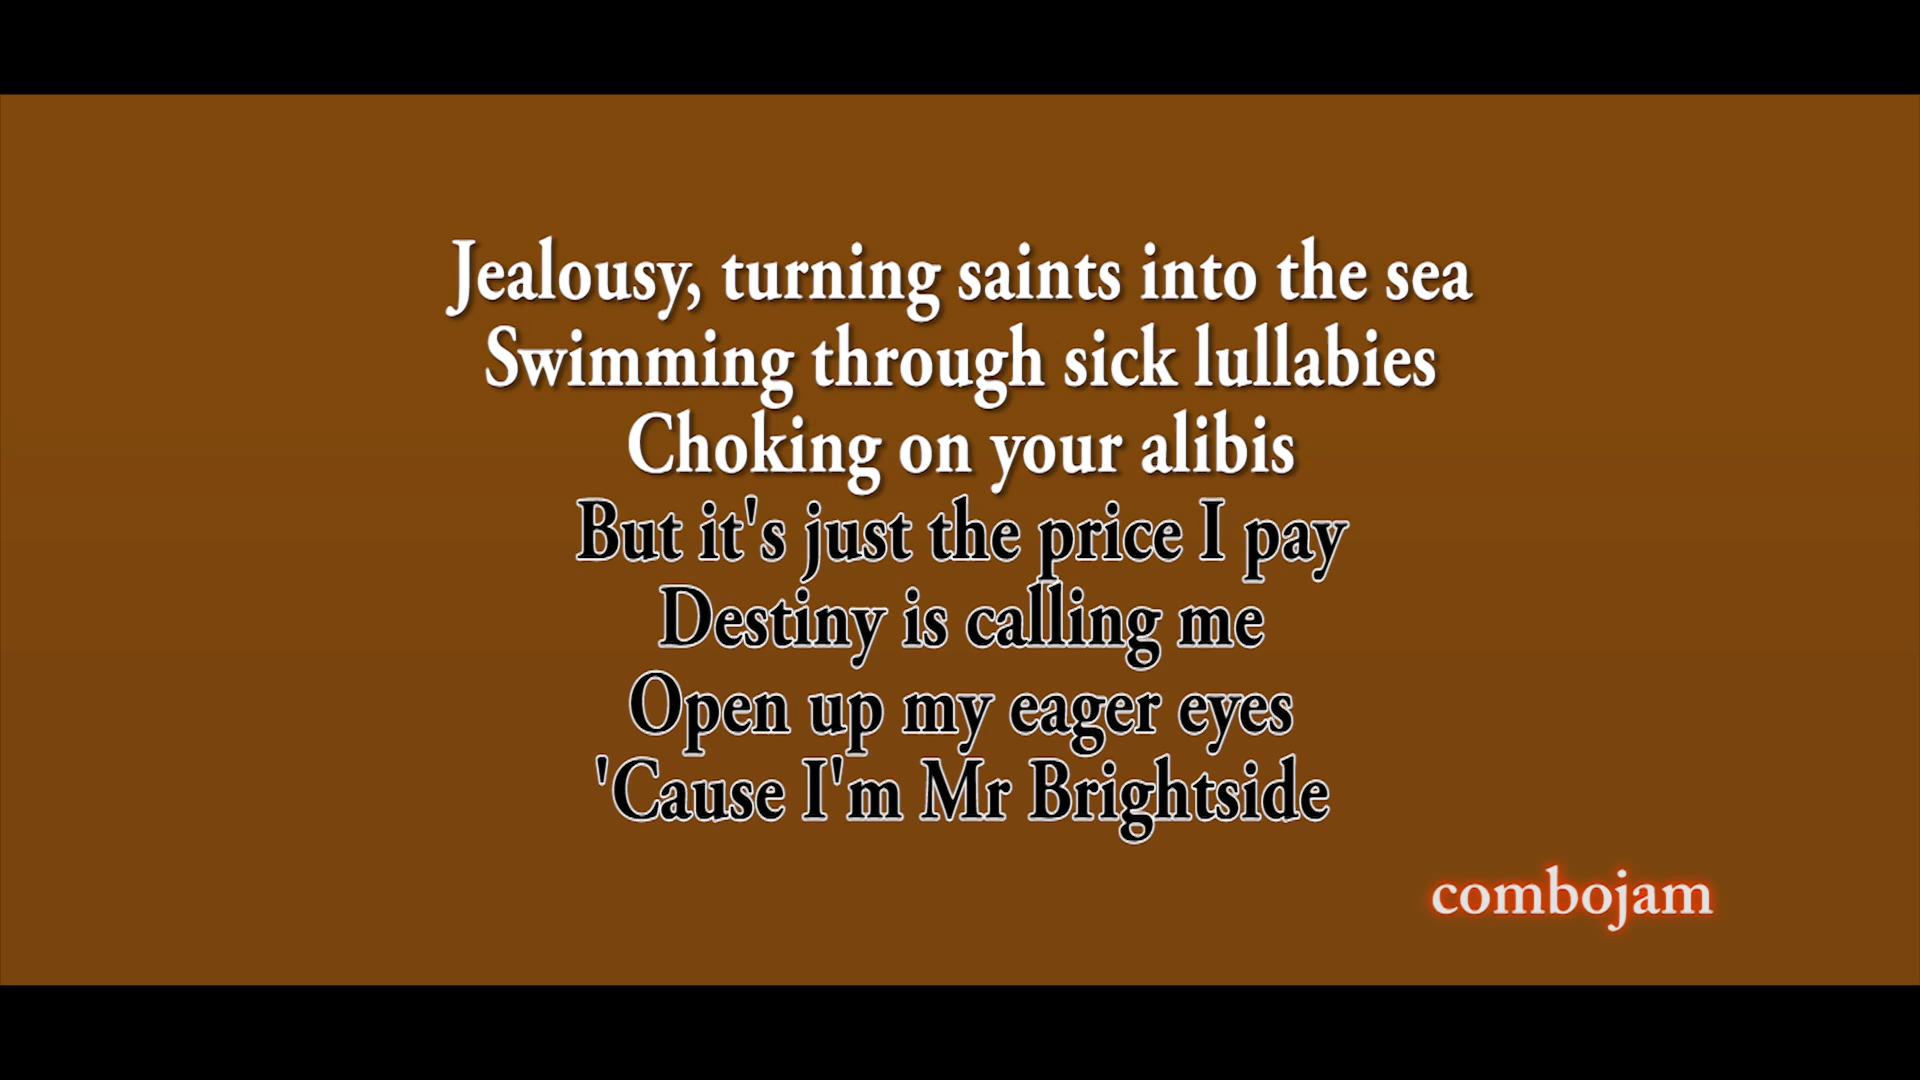 Jealousy, turning saints into the sea
Swimming through sick lullabies
Choking on your alibis
But it's just the price I pay
Destiny is calling me
Open up my eager eyes
'Cause I'm Mr Brightside
combojam